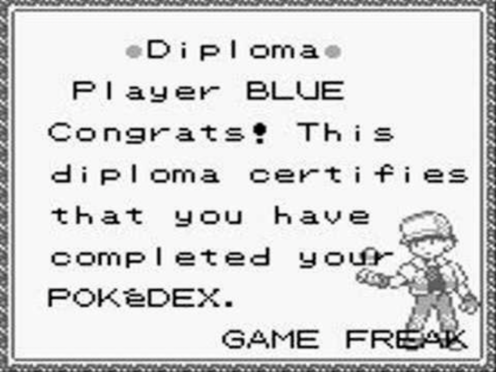 Diploma
Player BLUE
Congrats! This
diploma certifies
that you have
completed your
POKéDEX.
GAME FREAK